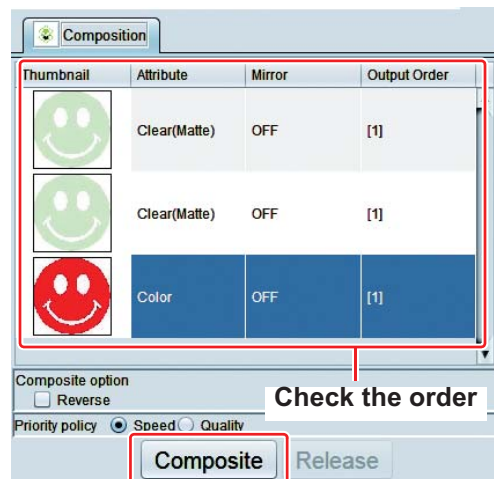 Composition
Thumbnail Attribute Mirror Output Order
Clear(Matte) OFF [1]
Clear(Matte) OFF [1]
Color OFF [1]
Composite option
Reverse
Check the order
Priority policy Speed Quality
Composite Release